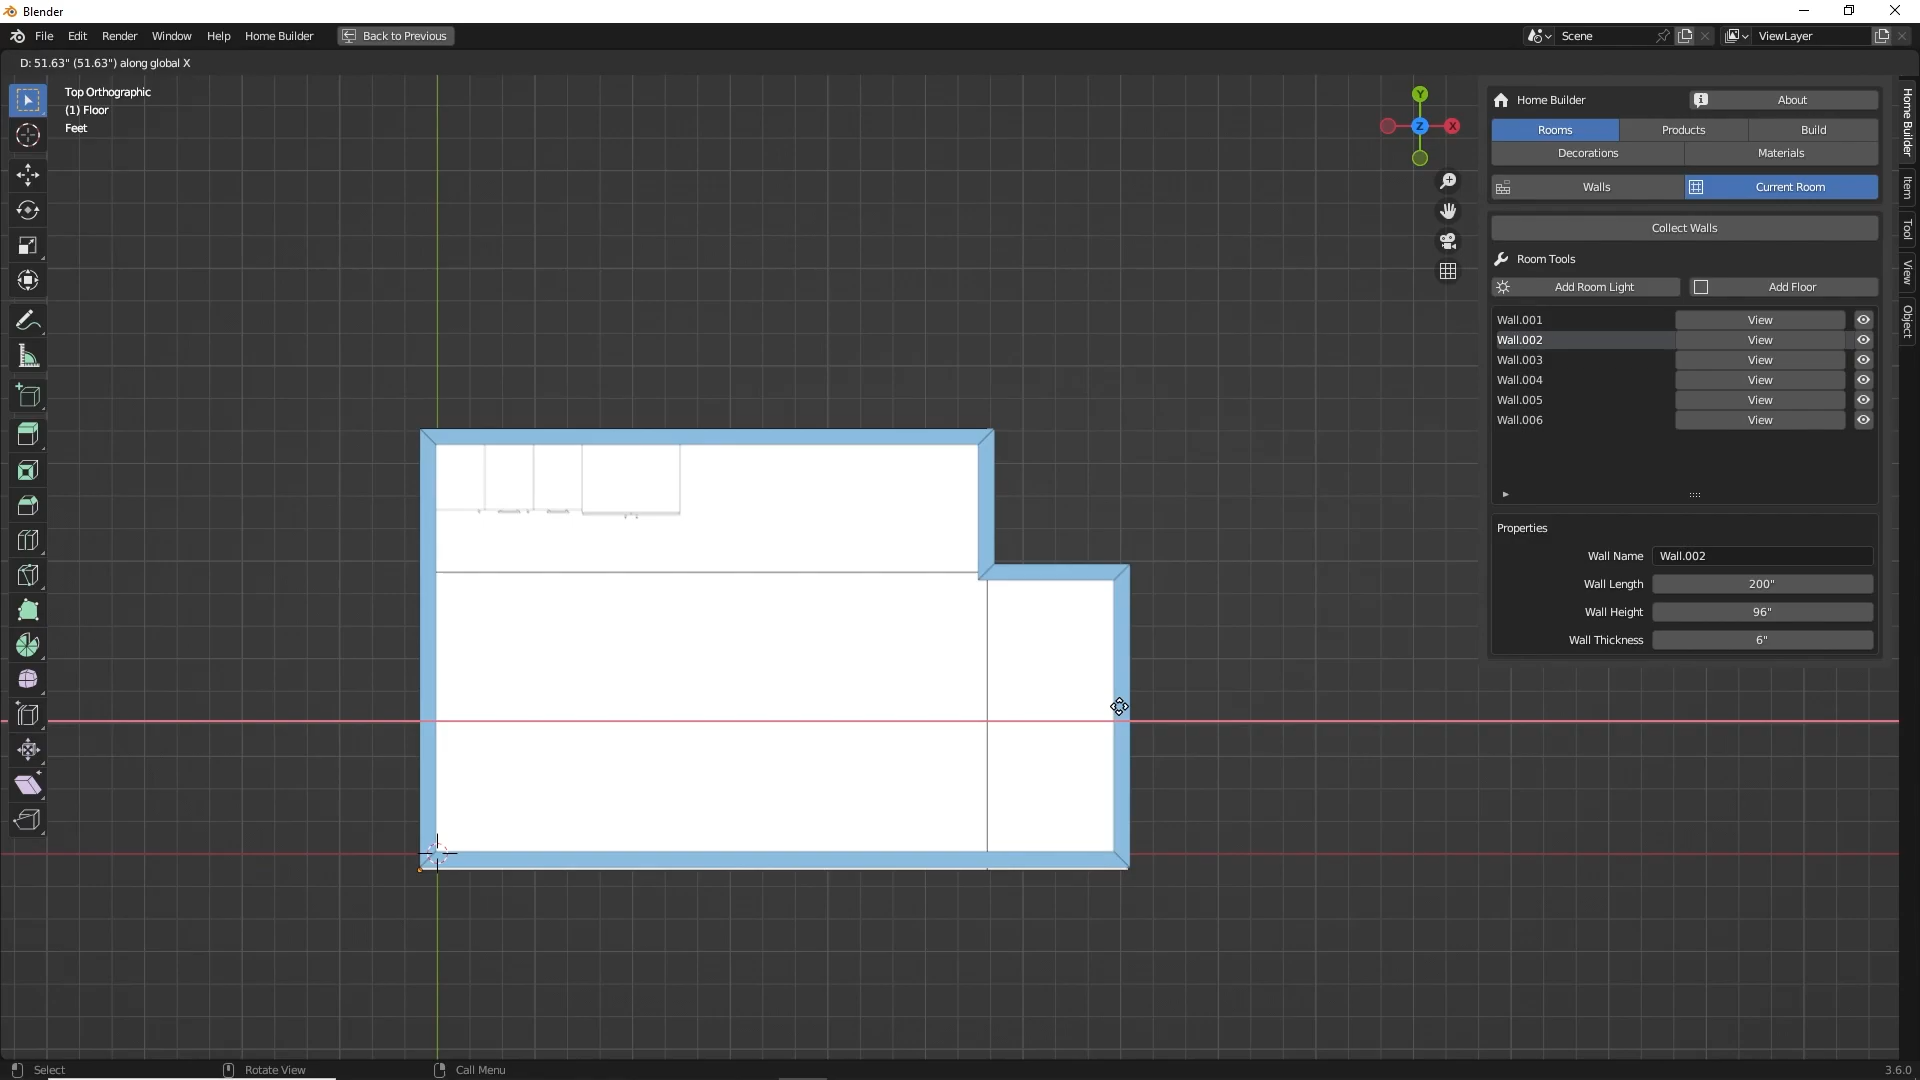 Blender
File Edit Render Window Help Home Builder Back to Previous Scene ViewLayer
D: 51.63" (51.63") along global X
Top Orthographic
(1) Floor
Feet
Y
Z
X
Home Builder About
Rooms Products Build
Decorations Materials
Walls Current Room
Collect Walls
Room Tools
Add Room Light Add Floor
Wall.001 View
Wall.002 View
Wall.003 View
Wall.004 View
Wall.005 View
Wall.006 View
Properties
Wall Name Wall.002
Wall Length 200"
Wall Height 96"
Wall Thickness 6"
Home Builder
Item
Tool
View
Object
Select Rotate View Call Menu 3.6.0